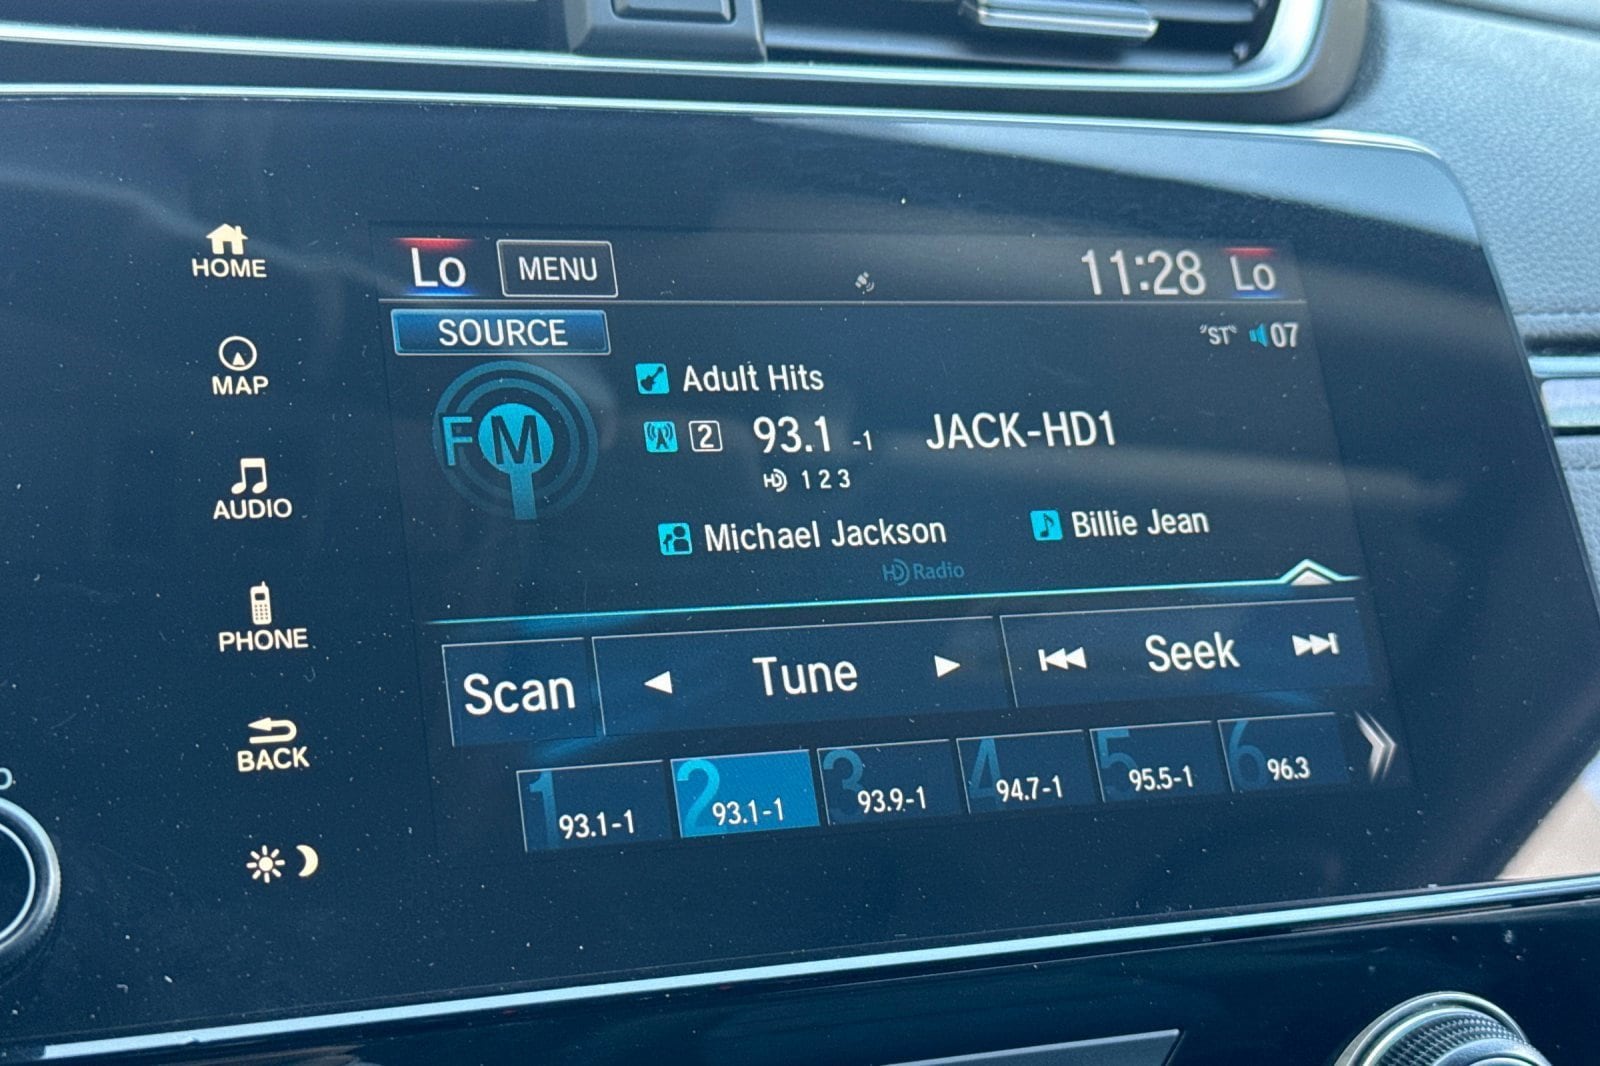 HOME
MAP
AUDIO
PHONE
BACK
Lo MENU 11:28 Lo
SOURCE "ST" 07
FM
Adult Hits
2 93.1 -1 JACK-HD1
HD 1 2 3
Michael Jackson Billie Jean
HD Radio
Scan Tune Seek
1 93.1-1 2 93.1-1 3 93.9-1 4 94.7-1 5 95.5-1 6 96.3